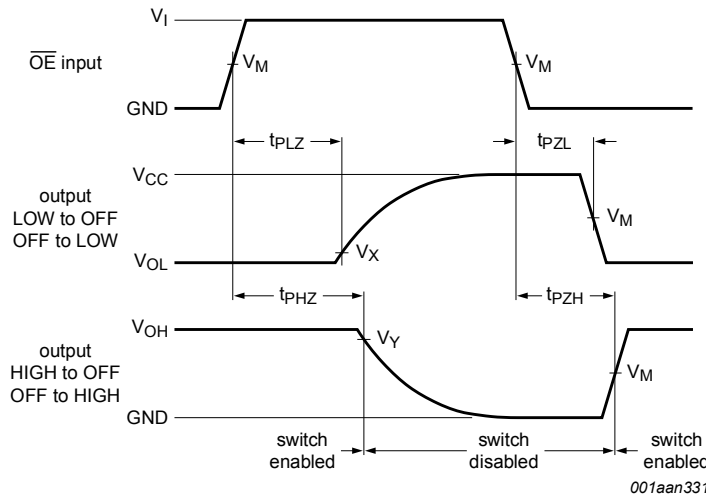 V_I
OE input
V_M
V_M
GND
t_PLZ
t_PZL
V_CC
output
LOW to OFF
OFF to LOW
V_M
V_X
V_OL
t_PHZ
t_PZH
V_OH
output
HIGH to OFF
OFF to HIGH
V_Y
V_M
GND
switch
enabled
switch
disabled
switch
enabled
001aan331